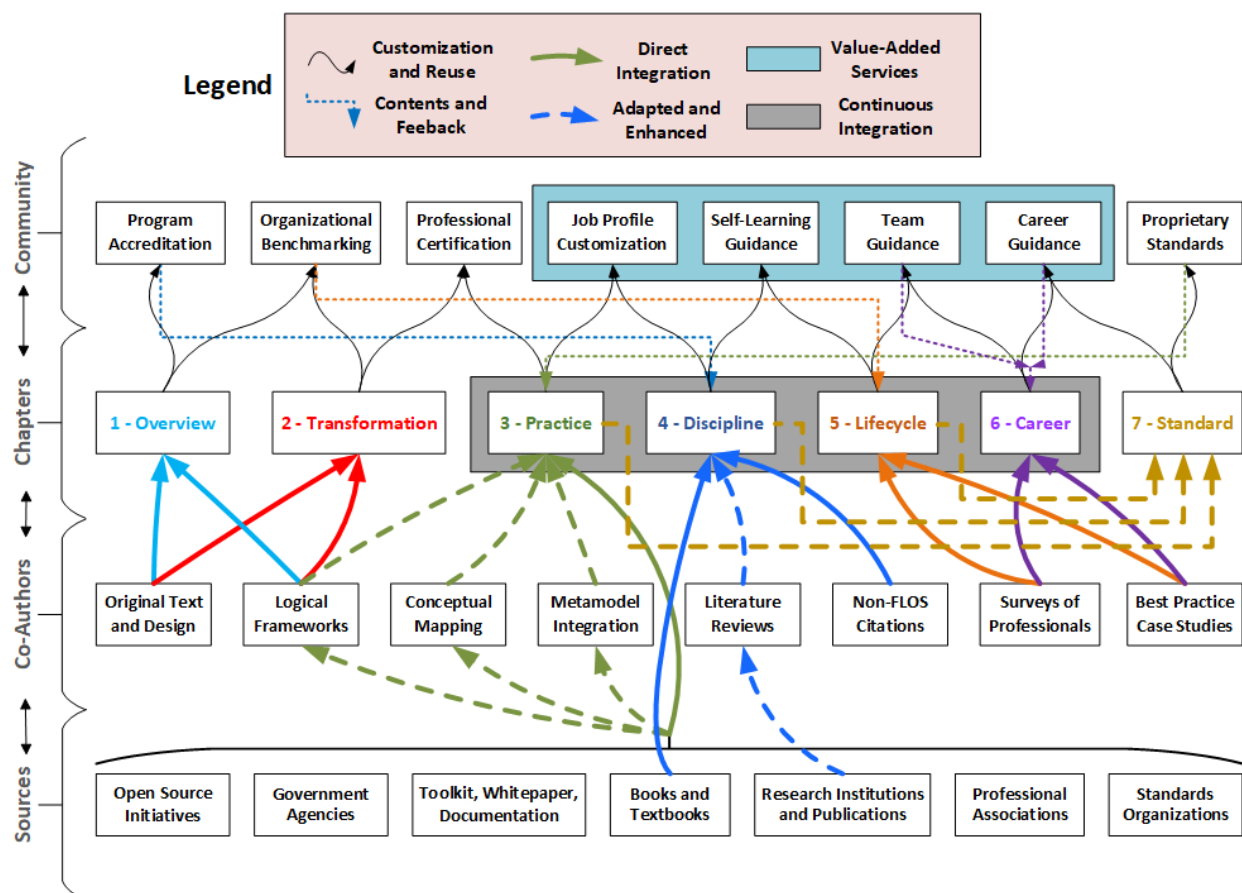 Legend
Customization
and Reuse
Direct
Integration
Value-Added
Services
Contents and
Feeback
Adapted and
Enhanced
Continuous
Integration
Community
Program
Accreditation
Organizational
Benchmarking
Professional
Certification
Job Profile
Customization
Self-Learning
Guidance
Team
Guidance
Career
Guidance
Proprietary
Standards
Chapters
1 - Overview
2 - Transformation
3 - Practice
4 - Discipline
5 - Lifecycle
6 - Career
7 - Standard
Co-Authors
Original Text
and Design
Logical
Frameworks
Conceptual
Mapping
Metamodel
Integration
Literature
Reviews
Non-FLOS
Citations
Surveys of
Professionals
Best Practice
Case Studies
Sources
Open Source
Initiatives
Government
Agencies
Toolkit, Whitepaper,
Documentation
Books and
Textbooks
Research Institutions
and Publications
Professional
Associations
Standards
Organizations